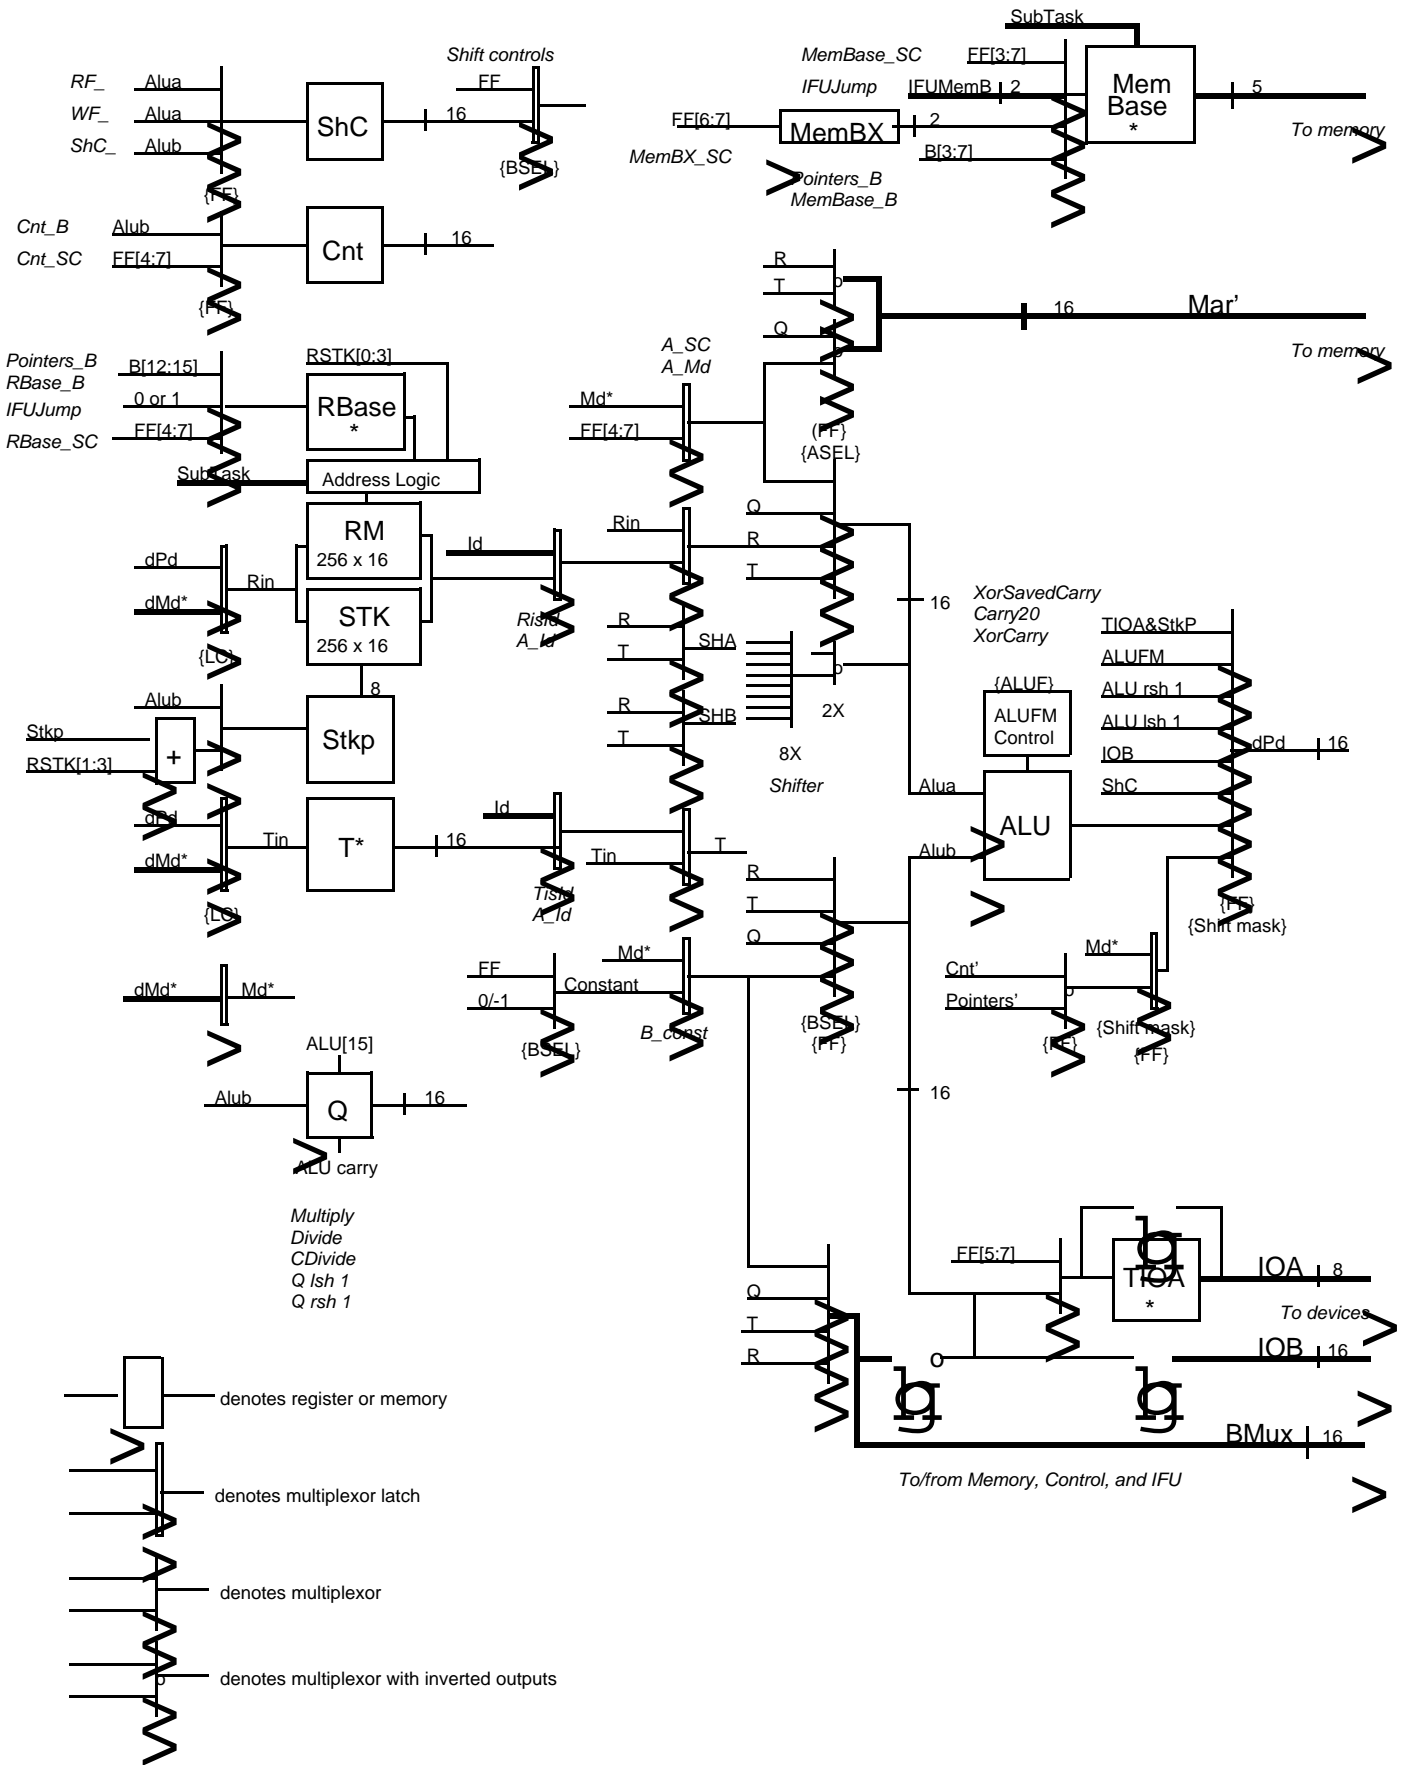 SubTask
Shift controls
MemBase_SC
FF[3:7]
RF_
Alua
FF
IFUJump
IFUMemB
2
Mem
Base
*
5
WF_
Alua
ShC
16
FF[6:7]
MemBX
2
To memory
ShC_
Alub
{BSEL}
MemBX_SC
B[3:7]
{FF}
Pointers_B
MemBase_B
Cnt_B
Alub
Cnt
16
Cnt_SC
FF[4:7]
{FF}
R
o
T
16
Mar'
Q
o
To memory
A_SC
A_Md
Pointers_B
RBase_B
B[12:15]
RSTK[0:3]
IFUJump
0 or 1
RBase
*
Md*
RBase_SC
FF[4:7]
FF[4:7]
{FF}
{ASEL}
SubTask
Address Logic
RM
256 x 16
Id
Rin
Q
R
T
dPd
Rin
dMd*
STK
256 x 16
{LC}
RisId
A_Id
R
T
SHA
16
XorSavedCarry
Carry20
XorCarry
TIOA&StkP
ALUFM
o
8
R
T
SHB
2X
8X
Shifter
{ALUF}
ALUFM
Control
ALU rsh 1
ALU lsh 1
IOB
ShC
dPd
16
Alub
Stkp
Stkp
RSTK[1:3]
+
Alua
ALU
Alub
dPd
Tin
dMd*
T*
16
Id
Tin
T
{LC}
TisId
A_Id
R
T
Q
{FF}
{Shift mask}
dMd*
Md*
FF
0/-1
Constant
Md*
{BSEL}
B_const
{BSEL}
{FF}
Cnt'
Pointers'
o
Md*
{FF}
{Shift mask}
{FF}
ALU[15]
Alub
Q
16
ALU carry
16
Multiply
Divide
CDivide
Q lsh 1
Q rsh 1
FF[5:7]
TIOA
*
IOA
8
To devices
Q
T
R
o
IOB
16
BMux
16
To/from Memory, Control, and IFU
denotes register or memory
denotes multiplexor latch
denotes multiplexor
o
denotes multiplexor with inverted outputs